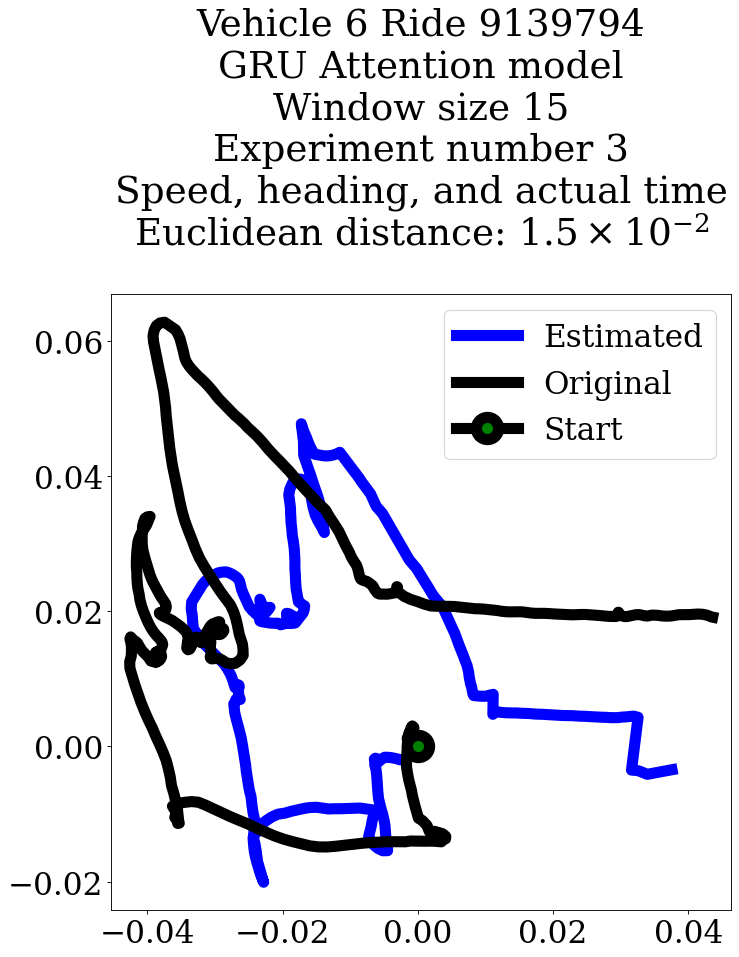 Vehicle 6 Ride 9139794
GRU Attention model
Window size 15
Experiment number 3
Speed, heading, and actual time
Euclidean distance: 1.5 × 10⁻²
Estimated
Original
Start
0.06
0.04
0.02
0.00
−0.02
−0.04 −0.02 0.00 0.02 0.04